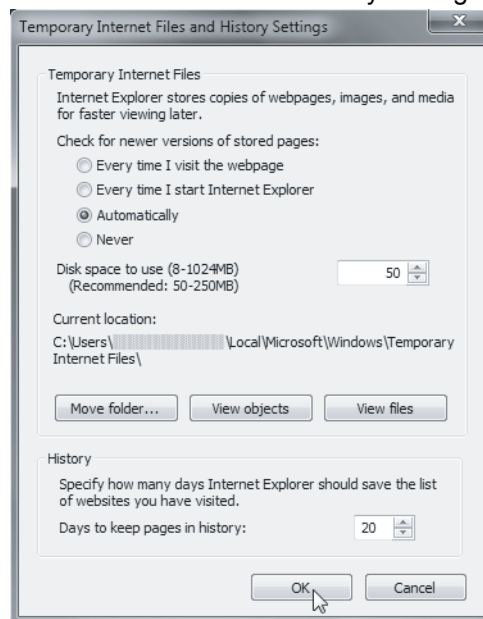 Temporary Internet Files and History Settings
x
Temporary Internet Files
Internet Explorer stores copies of webpages, images, and media
for faster viewing later.
Check for newer versions of stored pages:
Every time I visit the webpage
Every time I start Internet Explorer
Automatically
Never
Disk space to use (8-1024MB) 50
(Recommended: 50-250MB)
Current location:
C:\Users\ \Local\Microsoft\Windows\Temporary
Internet Files\
Move folder... View objects View files
History
Specify how many days Internet Explorer should save the list
of websites you have visited.
Days to keep pages in history: 20
OK Cancel